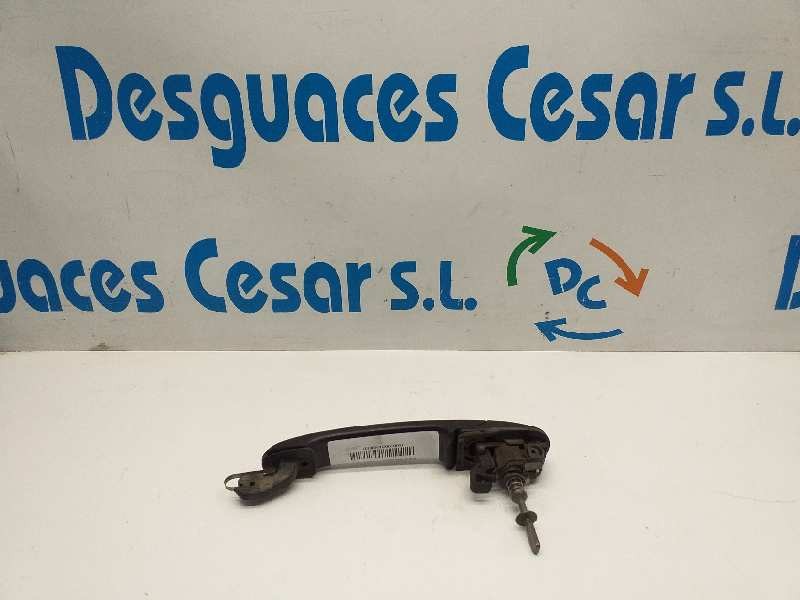 Desguaces Cesar S.L.
uaces Cesar S.L.
DC
D